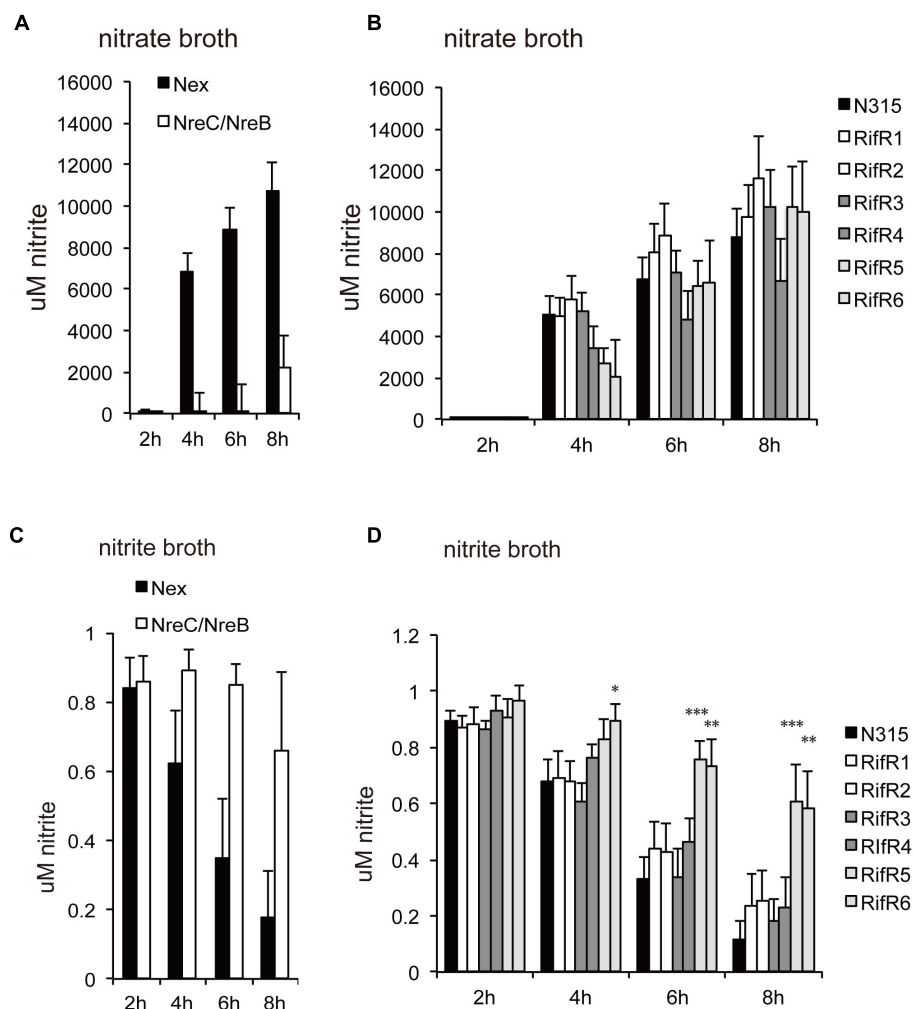 A
nitrate broth
Nex
NreC/NreB
uM nitrite
16000
14000
12000
10000
8000
6000
4000
2000
0
2h 4h 6h 8h
B
nitrate broth
uM nitrite
16000
14000
12000
10000
8000
6000
4000
2000
0
2h 4h 6h 8h
N315
RifR1
RifR2
RifR3
RifR4
RifR5
RifR6
C
nitrite broth
Nex
NreC/NreB
uM nitrite
1
0.8
0.6
0.4
0.2
0
2h 4h 6h 8h
D
nitrite broth
uM nitrite
1.2
1
0.8
0.6
0.4
0.2
0
*
***
**
***
**
2h 4h 6h 8h
N315
RifR1
RifR2
RifR3
RIfR4
RifR5
RifR6